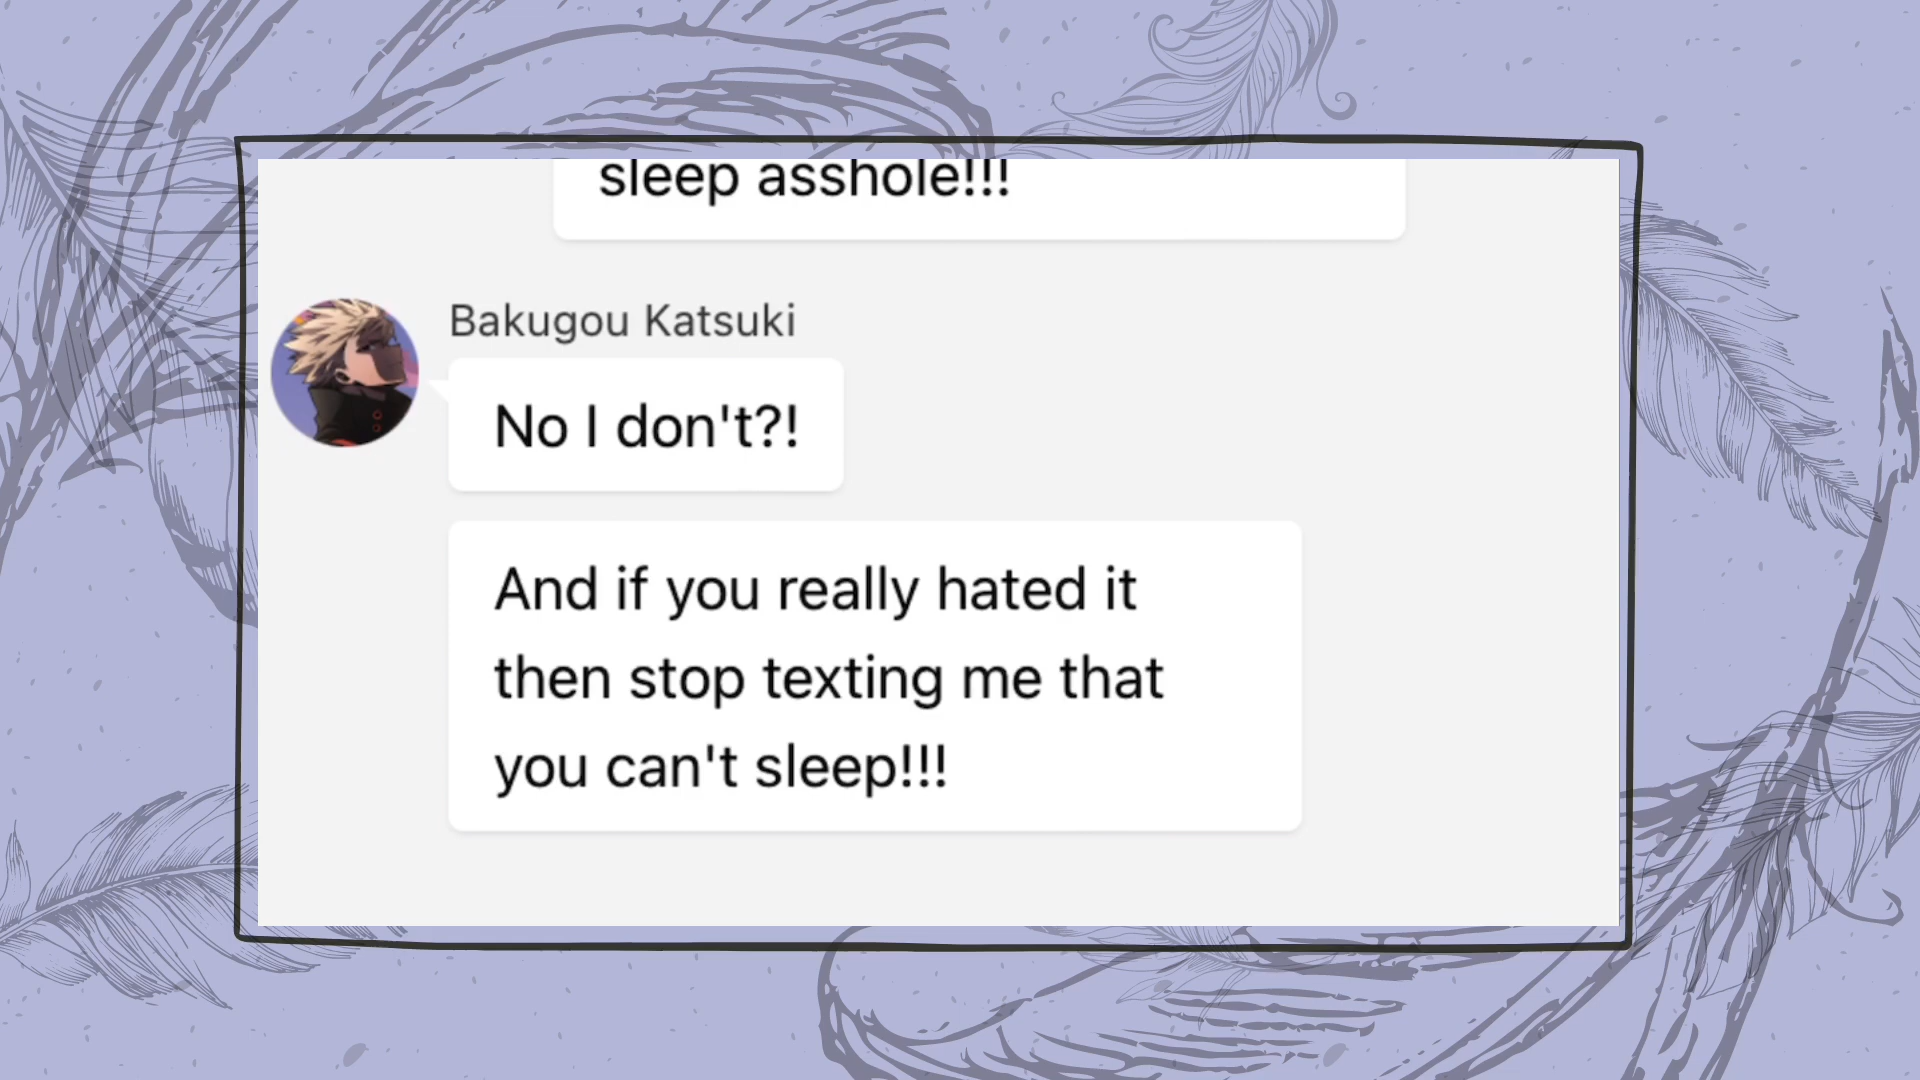 sleep asshole!!!
Bakugou Katsuki
No I don't?!
And if you really hated it
then stop texting me that
you can't sleep!!!